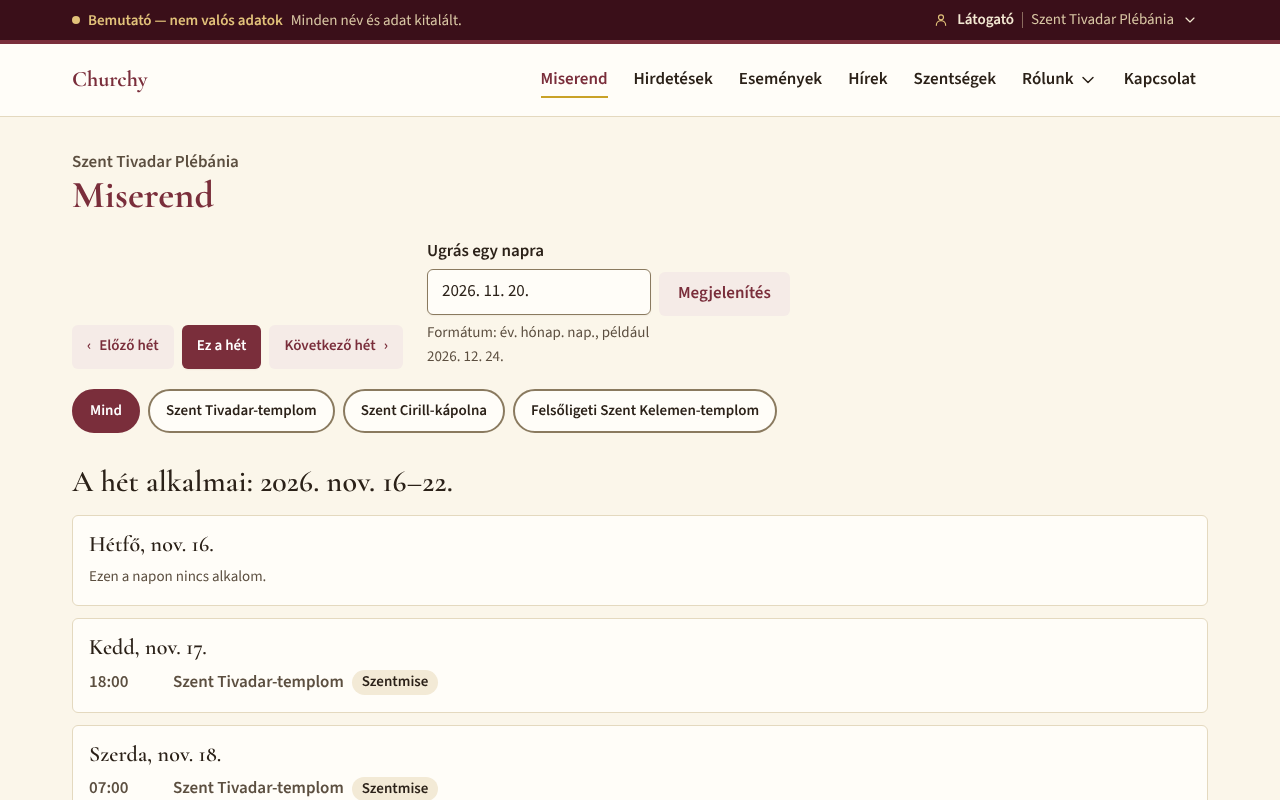 Bemutató — nem valós adatok Minden név és adat kitalált.
Látogató Szent Tivadar Plébánia
Churchy
Miserend Hirdetések Események Hírek Szentségek Rólunk Kapcsolat
Szent Tivadar Plébánia
Miserend
Ugrás egy napra
2026. 11. 20. Megjelenítés
Formátum: év. hónap. nap., például
2026. 12. 24.
‹ Előző hét Ez a hét Következő hét ›
Mind Szent Tivadar-templom Szent Cirill-kápolna Felsőligeti Szent Kelemen-templom
A hét alkalmai: 2026. nov. 16–22.
Hétfő, nov. 16.
Ezen a napon nincs alkalom.
Kedd, nov. 17.
18:00 Szent Tivadar-templom Szentmise
Szerda, nov. 18.
07:00 Szent Tivadar-templom Szentmise